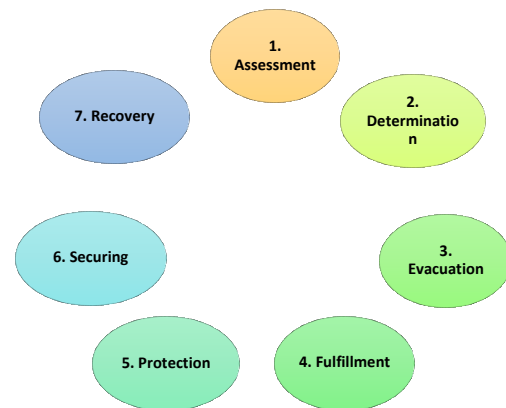 1.
Assessment
2.
Determinatio
n
3.
Evacuation
4. Fulfillment
5. Protection
6. Securing
7. Recovery